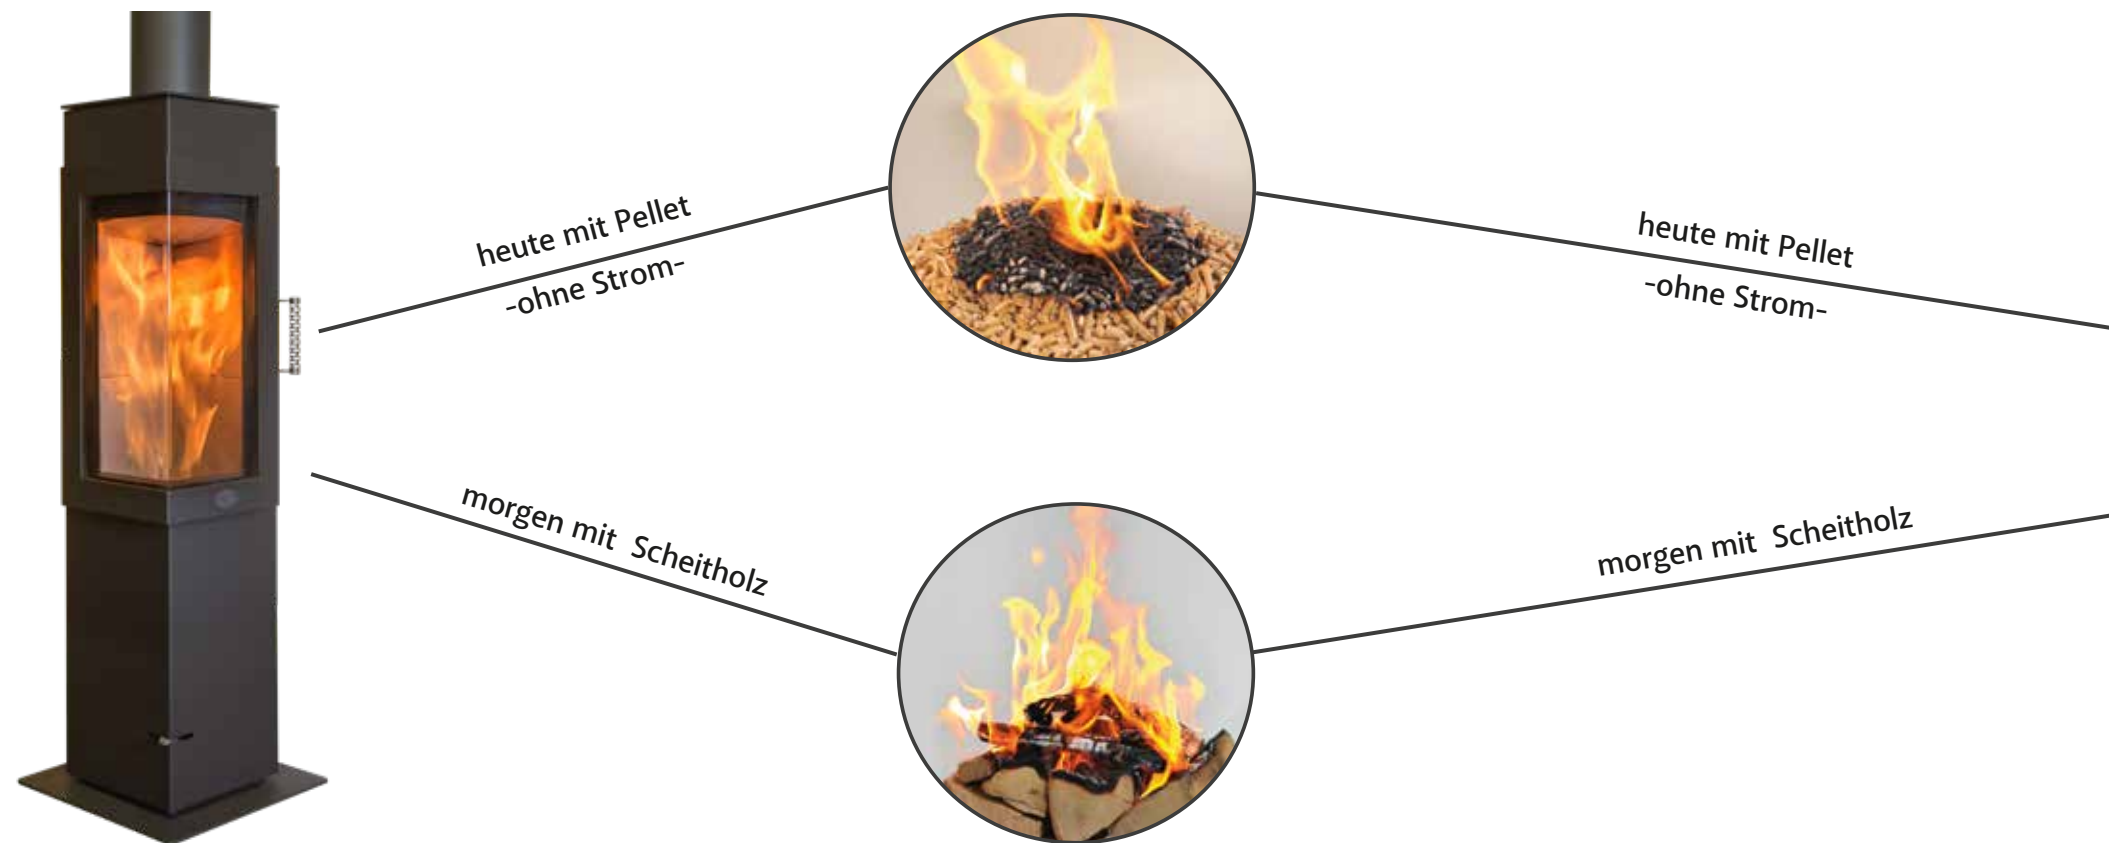 heute mit Pellet
-ohne Strom-
heute mit Pellet
-ohne Strom-
morgen mit  Scheitholz
morgen mit  Scheitholz